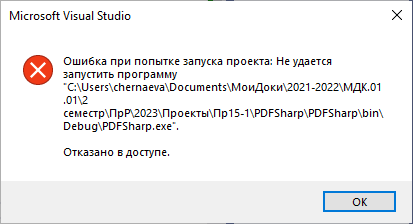 Microsoft Visual Studio
Ошибка при попытке запуска проекта: Не удается
запустить программу
"C:\Users\chernaeva\Documents\МоиДоки\2021-2022\МДК.01
.01\2
семестр\ПрР\2023\Проекты\Пр15-1\PDFSharp\PDFSharp\bin\
Debug\PDFSharp.exe".
Отказано в доступе.
OK